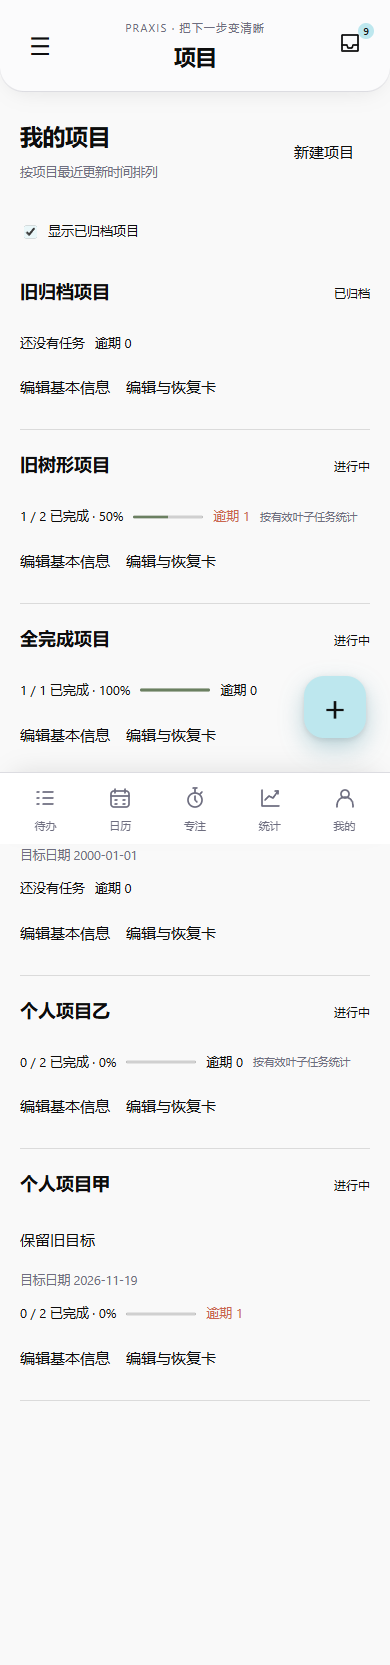 PRAXIS · 把下一步变清晰
项目
9
我的项目
新建项目
按项目最近更新时间排列
显示已归档项目
旧归档项目
已归档
还没有任务 逾期 0
编辑基本信息 编辑与恢复卡
旧树形项目
进行中
1 / 2 已完成 · 50% 逾期 1 按有效叶子任务统计
编辑基本信息 编辑与恢复卡
全完成项目
进行中
1 / 1 已完成 · 100% 逾期 0
编辑基本信息 编辑与恢复卡
待办 日历 专注 统计 我的
目标日期 2000-01-01
还没有任务 逾期 0
编辑基本信息 编辑与恢复卡
个人项目乙
进行中
0 / 2 已完成 · 0% 逾期 0 按有效叶子任务统计
编辑基本信息 编辑与恢复卡
个人项目甲
进行中
保留旧目标
目标日期 2026-11-19
0 / 2 已完成 · 0% 逾期 1
编辑基本信息 编辑与恢复卡